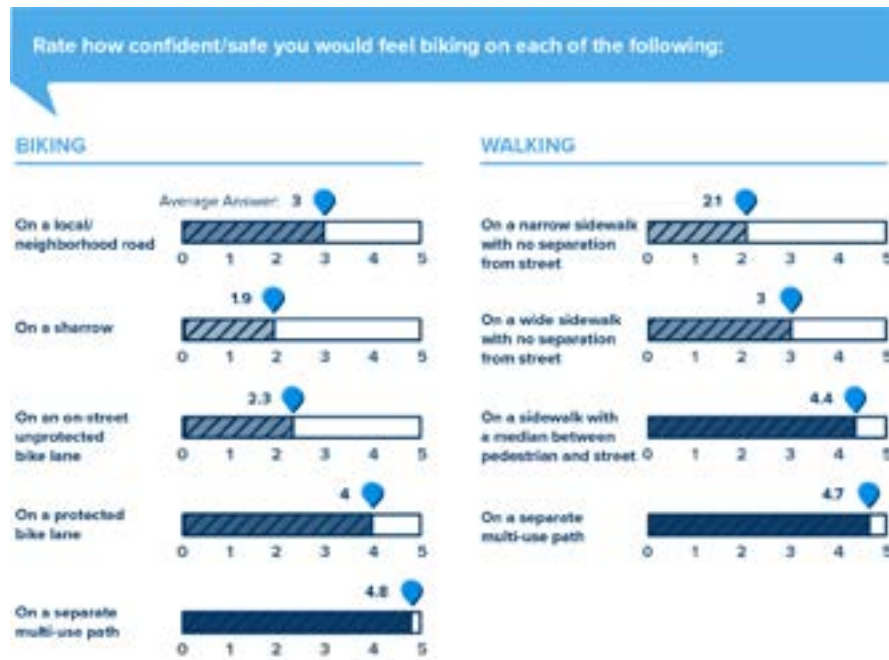 Rate how confident/safe you would feel biking on each of the following:
BIKING
Average Answer: 3
On a local/
neighborhood road
0 1 2 3 4 5
1.9
On a sharrow
0 1 2 3 4 5
2.3
On an on-street
unprotected
bike lane
0 1 2 3 4 5
4
On a protected
bike lane
0 1 2 3 4 5
4.8
On a separate
multi-use path
0 1 2 3 4 5
WALKING
2.1
On a narrow sidewalk
with no separation
from street
0 1 2 3 4 5
3
On a wide sidewalk
with no separation
from street
0 1 2 3 4 5
4.4
On a sidewalk with
a median between
pedestrian and street
0 1 2 3 4 5
4.7
On a separate
multi-use path
0 1 2 3 4 5